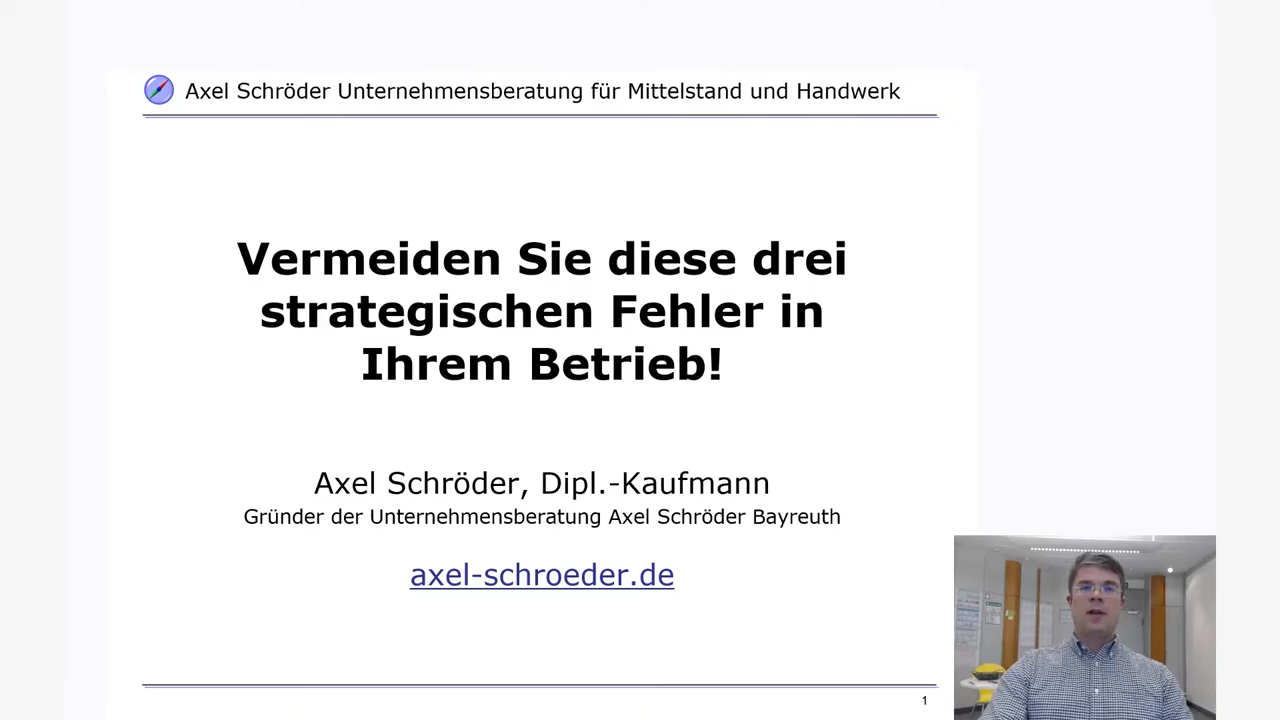 Axel Schröder Unternehmensberatung für Mittelstand und Handwerk
Vermeiden Sie diese drei
strategischen Fehler in
Ihrem Betrieb!
Axel Schröder, Dipl.-Kaufmann
Gründer der Unternehmensberatung Axel Schröder Bayreuth
axel-schroeder.de
1